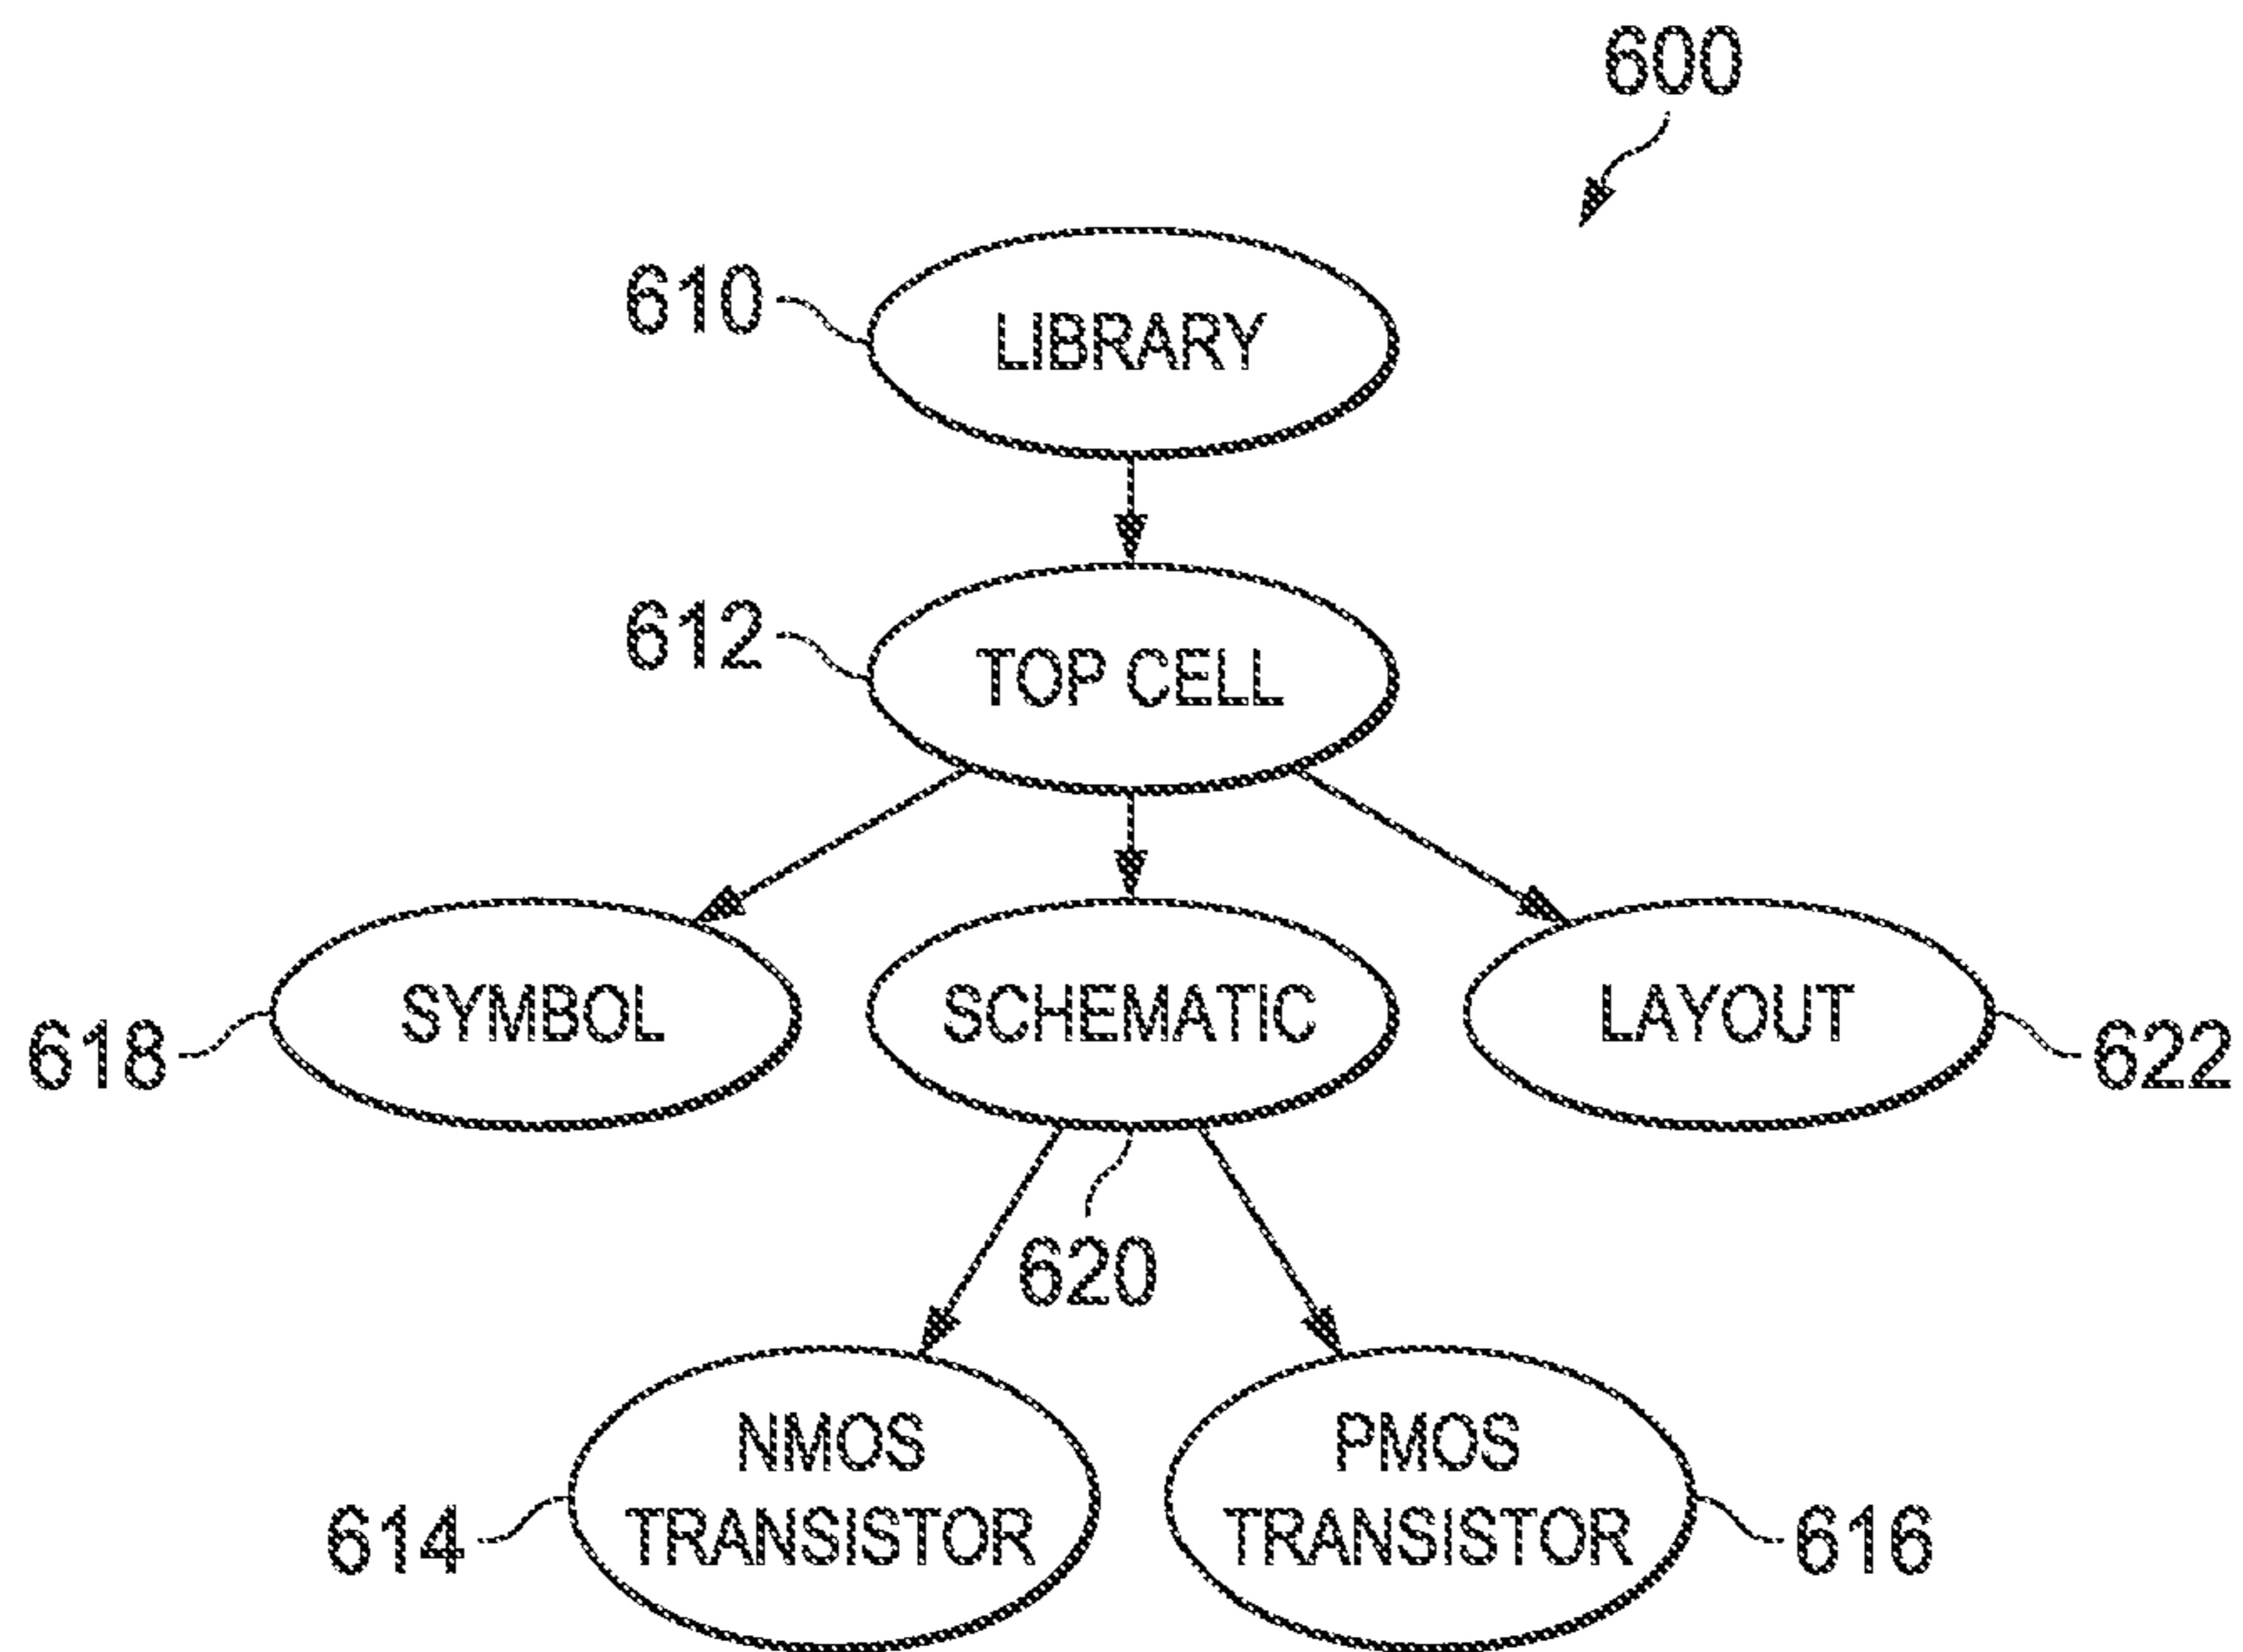 600
610
LIBRARY
612
TOP CELL
SYMBOL
SCHEMATIC
LAYOUT
618
622
620
NMOS
TRANSISTOR
PMOS
TRANSISTOR
614
616